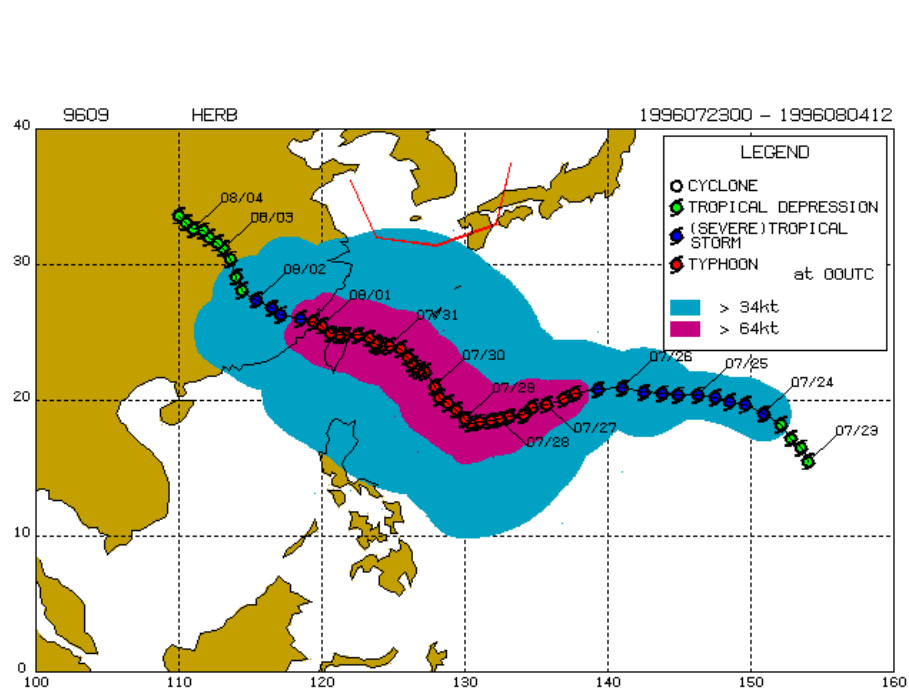 9609 HERB 1996072300 - 1996080412
LEGEND
CYCLONE
TROPICAL DEPRESSION
(SEVERE)TROPICAL
STORM
TYPHOON
at 00UTC
> 34kt
> 64kt
40
30
20
10
0
08/04
08/03
08/02
08/01
07/31
07/30
07/29
07/28
07/27
07/26
07/25
07/24
07/23
100 110 120 130 140 150 160